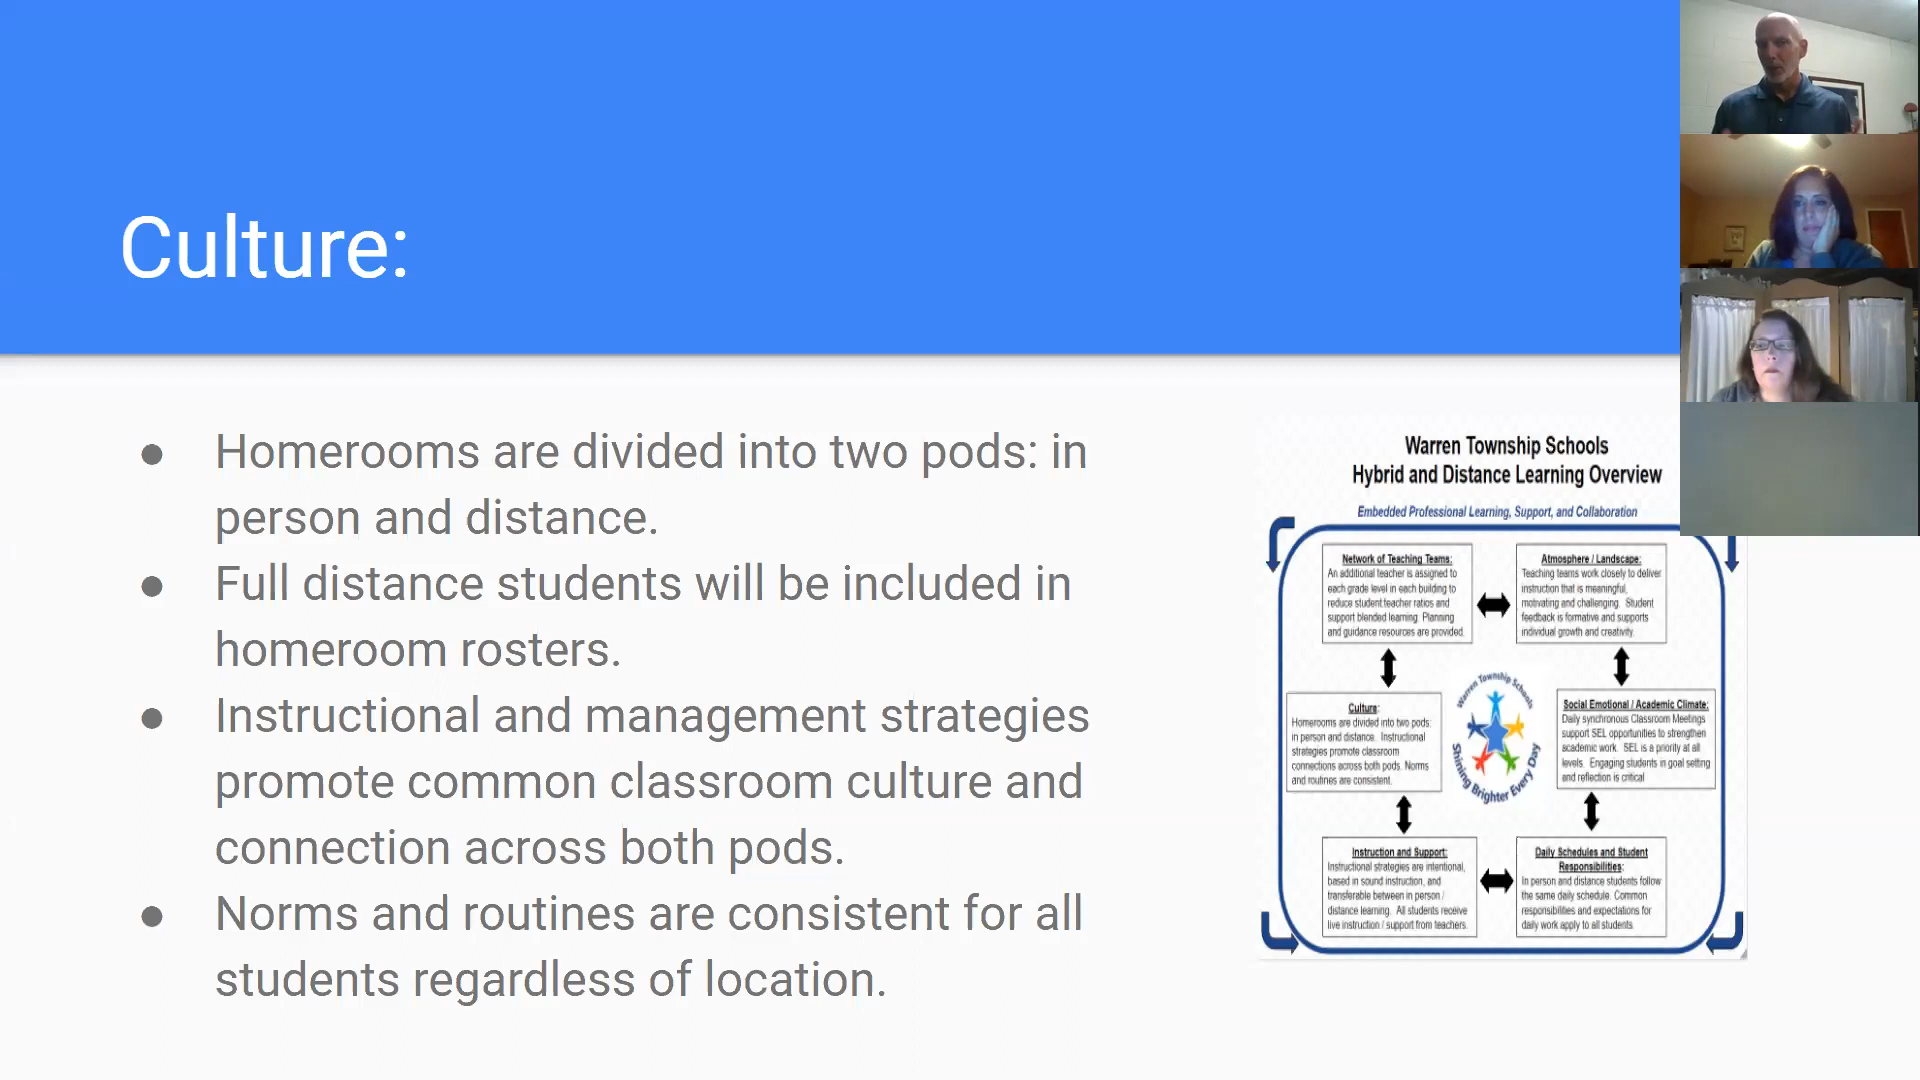 Culture:
● Homerooms are divided into two pods: in
person and distance.
● Full distance students will be included in
homeroom rosters.
● Instructional and management strategies
promote common classroom culture and
connection across both pods.
● Norms and routines are consistent for all
students regardless of location.
Warren Township Schools
Hybrid and Distance Learning Overview
Embedded Professional Learning, Support, and Collaboration
Network of Teaching Teams:
An additional teacher is assigned to
each grade level in each building to
reduce student teacher ratios and
support blended learning. Planning
and guidance resources are provided.
Atmosphere / Landscape:
Teaching teams work closely to deliver
instruction that is meaningful,
motivating and challenging. Student
feedback is formative and supports
individual growth and creativity.
Culture:
Homerooms are divided into two pods:
in person and distance. Instructional
strategies promote classroom
connections across both pods. Norms
and routines are consistent.
Warren Township Schools
Shining Brighter Every Day
Social Emotional / Academic Climate:
Daily synchronous Classroom Meetings
support SEL opportunities to strengthen
academic work. SEL is a priority at all
levels. Engaging students in goal setting
and reflection is critical
Instruction and Support:
Instructional strategies are intentional,
based in sound instruction, and
transferable between in person /
distance learning. All students receive
live instruction / support from teachers.
Daily Schedules and Student
Responsibilities:
In person and distance students follow
the same daily schedule. Common
responsibilities and expectations for
daily work apply to all students.